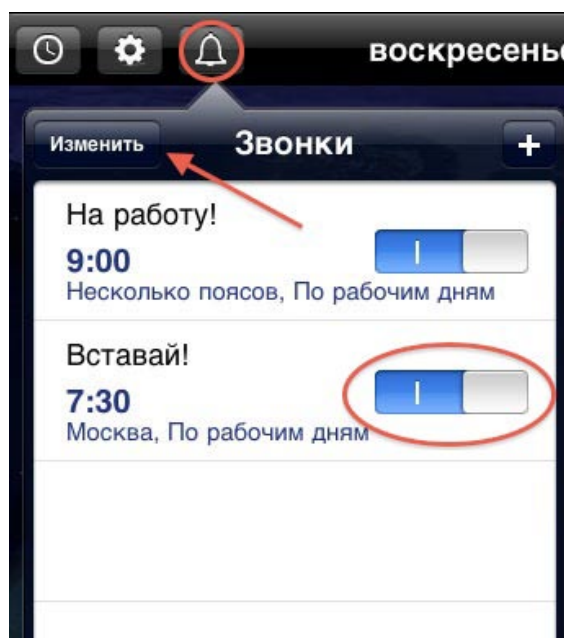 воскресень
Изменить
Звонки
+
На работу!
9:00
Несколько поясов, По рабочим дням
Вставай!
7:30
Москва, По рабочим дням